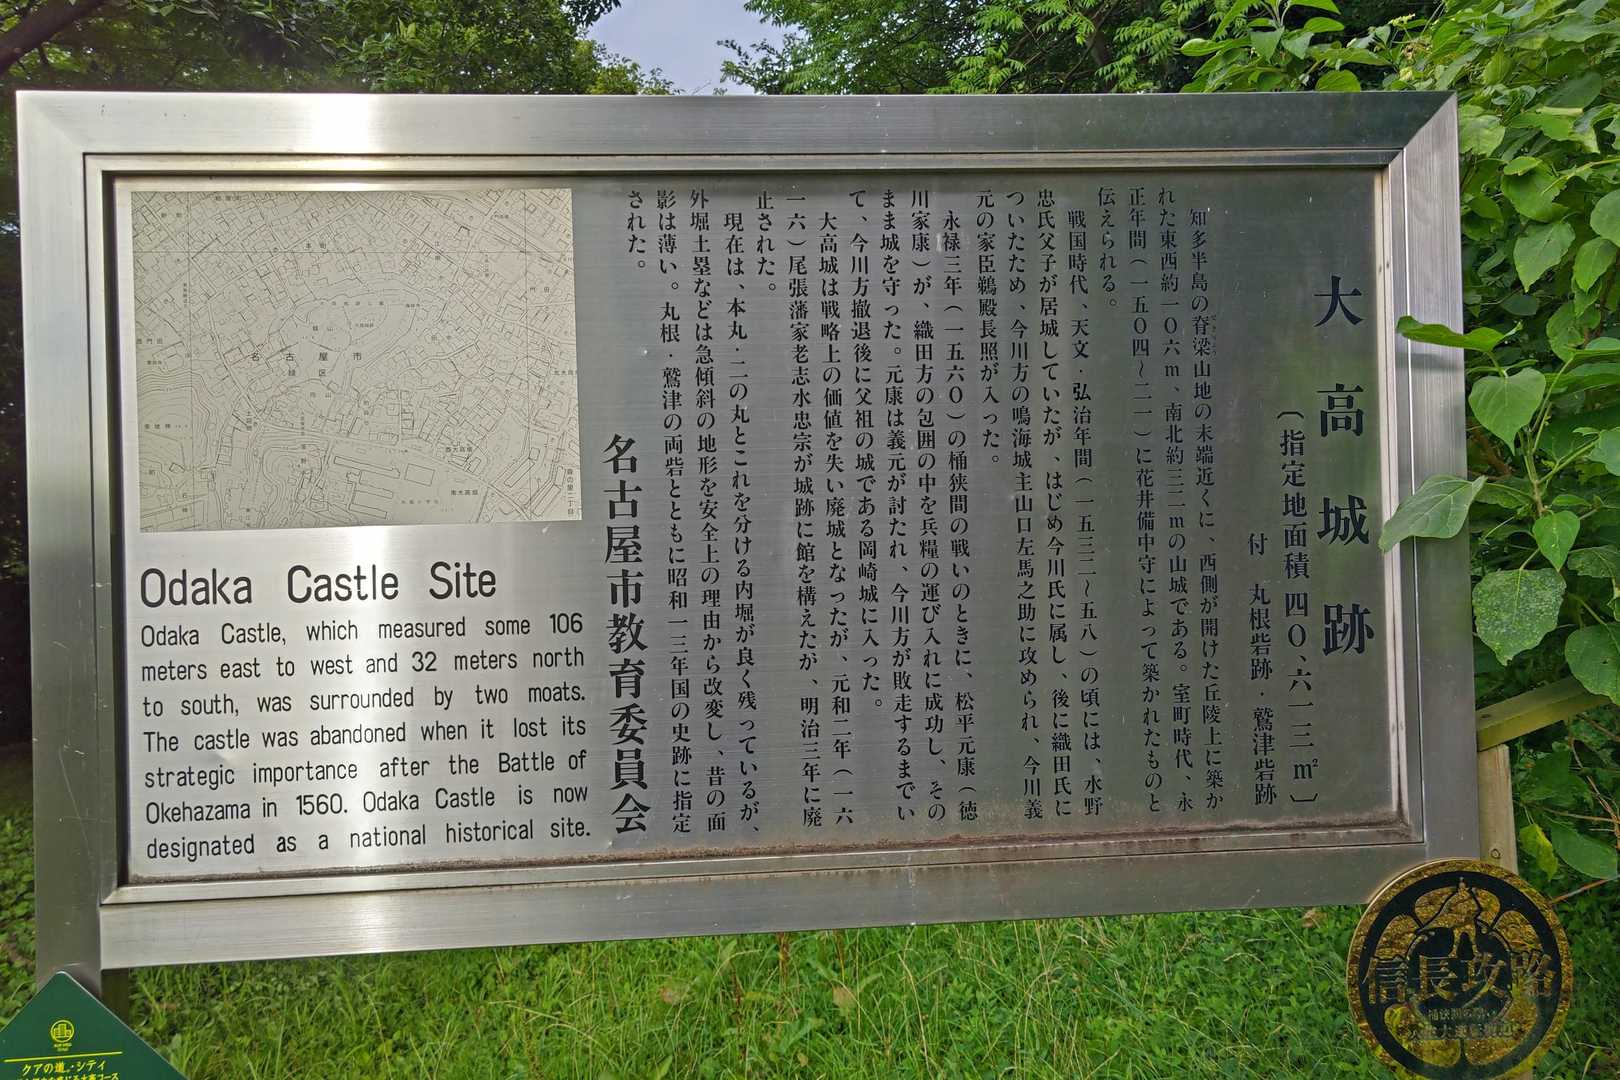 大高城跡
〔指定地面積 四〇、六一三㎡〕
付 丸根砦跡・鷲津砦跡
知多半島の脊梁山地の末端近くに、西側が開けた丘陵上に築か
れた東西約一〇六m、南北約三二mの山城である。室町時代、永
正年間(一五〇四〜二一)に花井備中守によって築かれたものと
伝えられる。
戦国時代、天文・弘治年間(一五三二〜五八)の頃には、水野
忠氏父子が居城していたが、はじめ今川氏に属し、後に織田氏に
ついたため、今川方の鳴海城主山口左馬之助に攻められ、今川義
元の家臣鵜殿長照が入った。
永禄三年(一五六〇)の桶狭間の戦いのときに、松平元康(徳
川家康)が、織田方の包囲の中を兵糧の運び入れに成功し、その
まま城を守った。元康は義元が討たれ、今川方が敗走するまでい
て、今川方撤退後に父祖の城である岡崎城に入った。
大高城は戦略上の価値を失い廃城となったが、元和二年(一六
一六)尾張藩家老志水忠宗が城跡に館を構えたが、明治三年に廃
止された。
現在は、本丸・二の丸とこれを分ける内堀が良く残っているが、
外堀土塁などは急傾斜の地形を安全上の理由から改変し、昔の面
影は薄い。丸根・鷲津の両砦とともに昭和一三年国の史跡に指定
された。
名古屋市教育委員会
名古屋市
緑区
Odaka Castle Site
Odaka Castle, which measured some 106
meters east to west and 32 meters north
to south, was surrounded by two moats.
The castle was abandoned when it lost its
strategic importance after the Battle of
Okehazama in 1560. Odaka Castle is now
designated as a national historical site.
信長攻略
クアの道・シティ